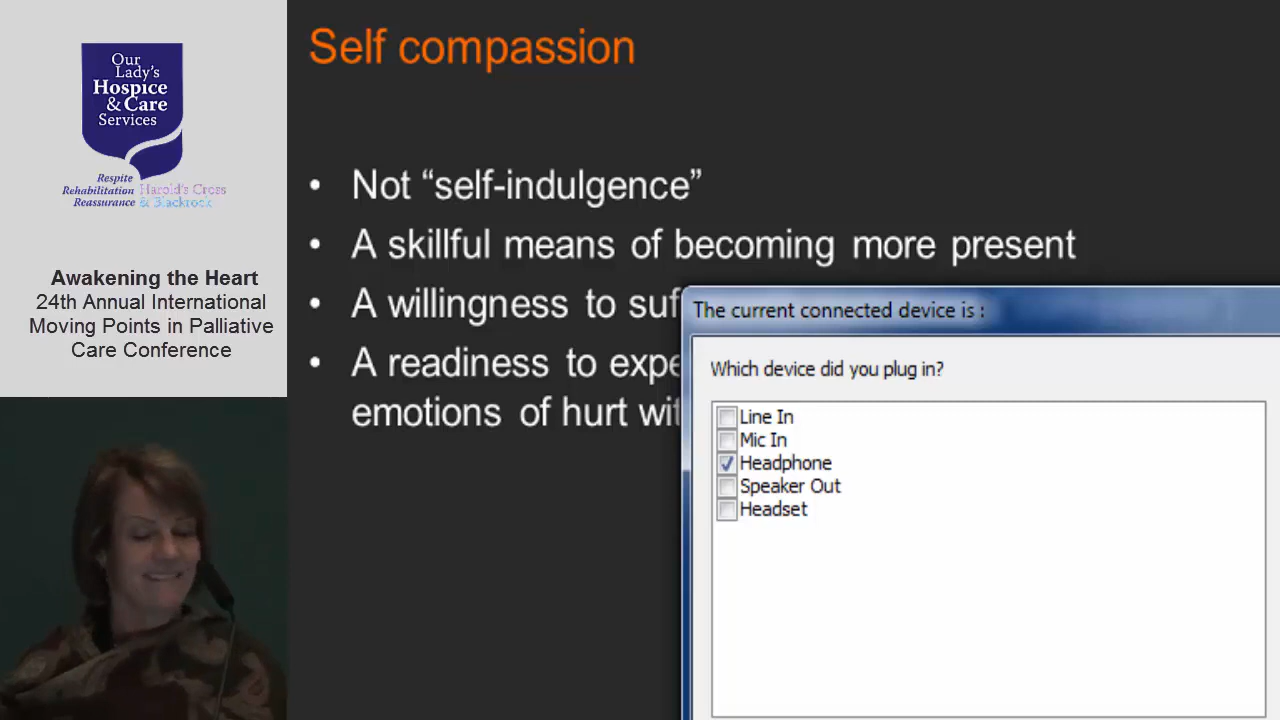 Our
Lady's
Hospice
& Care
Services
Respite
Rehabilitation
Reassurance
Harold's Cross
& Blackrock
Awakening the Heart
24th Annual International
Moving Points in Palliative
Care Conference
Self compassion
• Not “self-indulgence”
• A skillful means of becoming more present
• A willingness to
• A readiness to
emotions of hurt
The current connected device is :
Which device did you plug in?
Line In
Mic In
Headphone
Speaker Out
Headset